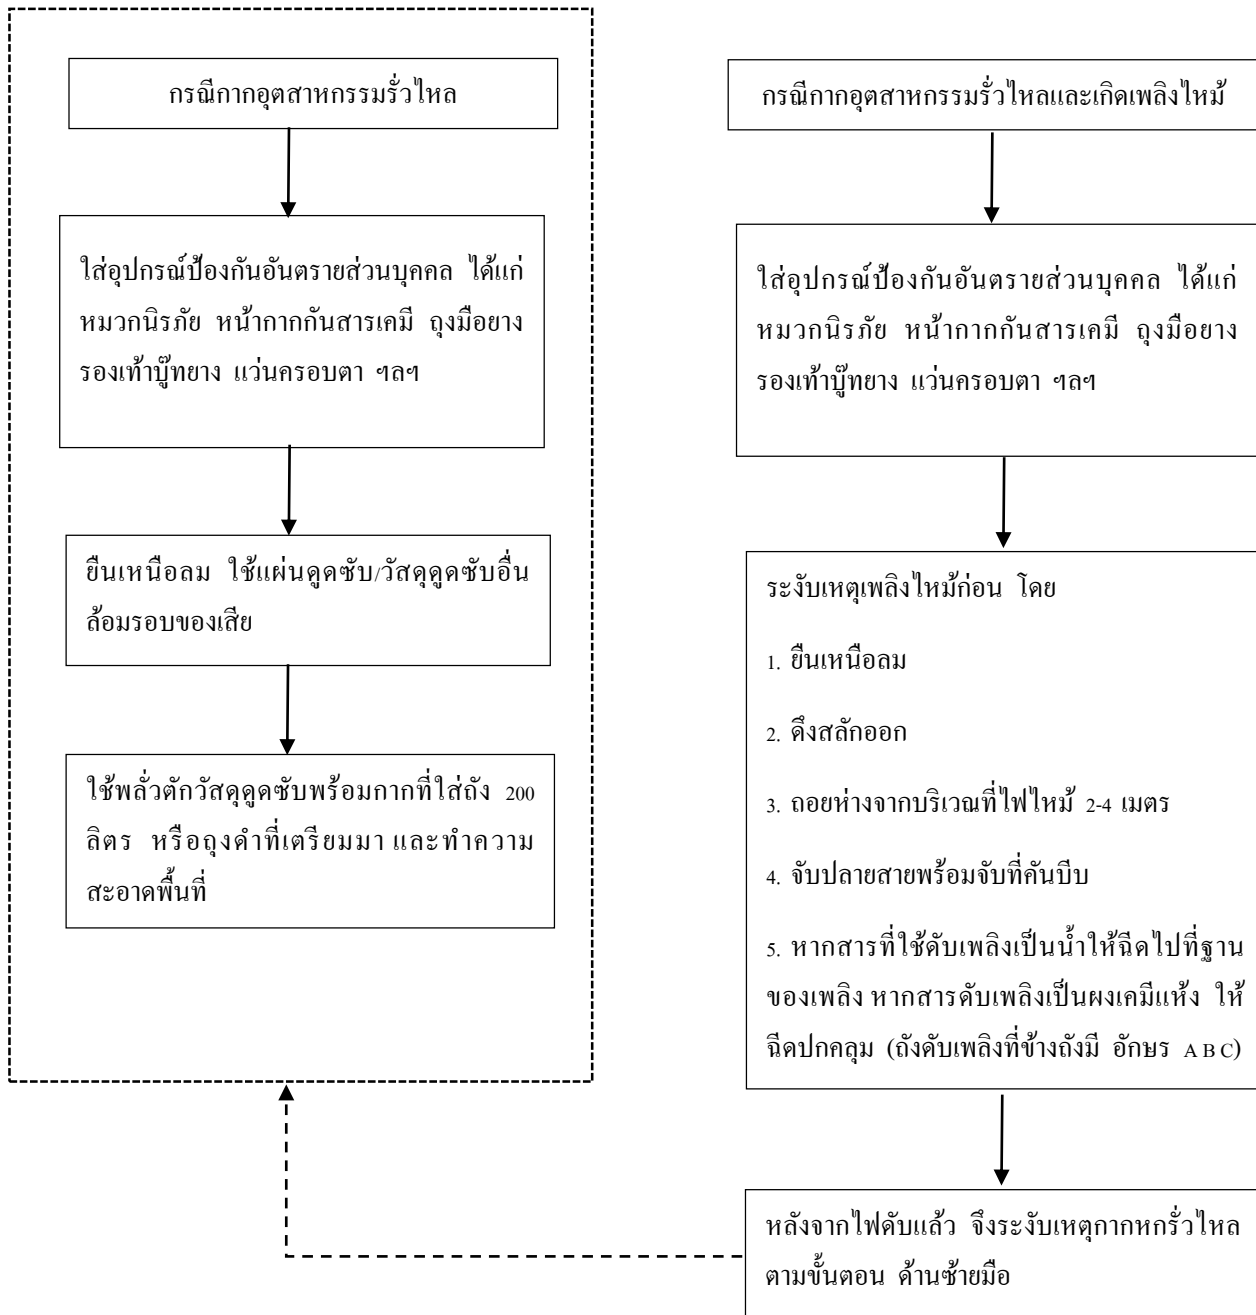 กรณีกากอุตสาหกรรมรั่วไหล
ใส่อุปกรณ์ป้องกันอันตรายส่วนบุคคล ได้แก่
หมวกนิรภัย หน้ากากกันสารเคมี ถุงมือยาง
รองเท้าบู๊ทยาง แว่นครอบตา ฯลฯ
ยืนเหนือลม ใช้แผ่นดูดซับ/วัสดุดูดซับอื่น
ล้อมรอบของเสีย
ใช้พลั่วตักวัสดุดูดซับพร้อมกากที่ใส่ถัง 200
ลิตร หรือถุงดำที่เตรียมมา และทำความ
สะอาดพื้นที่
กรณีกากอุตสาหกรรมรั่วไหลและเกิดเพลิงไหม้
ใส่อุปกรณ์ป้องกันอันตรายส่วนบุคคล ได้แก่
หมวกนิรภัย หน้ากากกันสารเคมี ถุงมือยาง
รองเท้าบู๊ทยาง แว่นครอบตา ฯลฯ
ระงับเหตุเพลิงไหม้ก่อน โดย
1. ยืนเหนือลม
2. ดึงสลักออก
3. ถอยห่างจากบริเวณที่ไฟไหม้ 2-4 เมตร
4. จับปลายสายพร้อมจับที่คันบีบ
5. หากสารที่ใช้ดับเพลิงเป็นน้ำให้ฉีดไปที่ฐาน
ของเพลิง หากสารดับเพลิงเป็นผงเคมีแห้ง ให้
ฉีดปกคลุม (ถังดับเพลิงที่ข้างถังมี อักษร A B C)
หลังจากไฟดับแล้ว จึงระงับเหตุกากหกรั่วไหล
ตามขั้นตอน ด้านซ้ายมือ